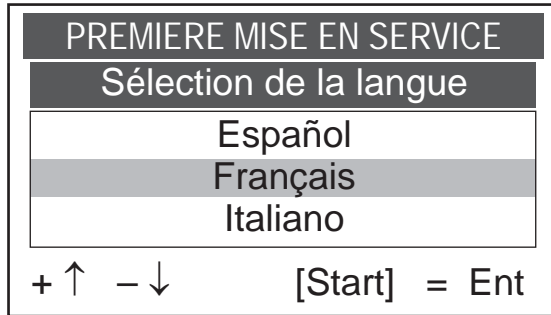 PREMIERE MISE EN SERVICE
Sélection de la langue
Español
Français
Italiano
+ ↑ – ↓ [Start] = Ent